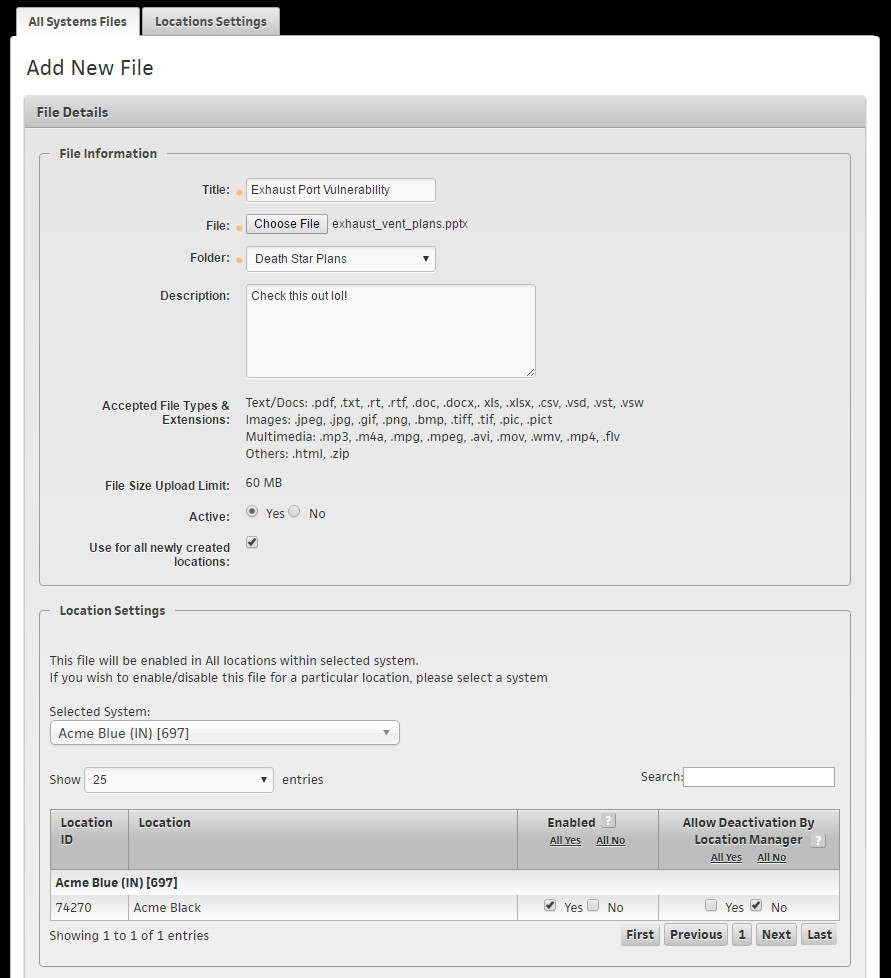 All Systems Files Locations Settings
Add New File
File Details
File Information
Title: Exhaust Port Vulnerability
File: Choose File exhaust_vent_plans.pptx
Folder: Death Star Plans
Description: Check this out lol!
Accepted File Types & Extensions:
Text/Docs: .pdf, .txt, .rt, .rtf, .doc, .docx,. xls, .xlsx, .csv, .vsd, .vst, .vsw
Images: .jpeg, .jpg, .gif, .png, .bmp, .tiff, .tif, .pic, .pict
Multimedia: .mp3, .m4a, .mpg, .mpeg, .avi, .mov, .wmv, .mp4, .flv
Others: .html, .zip
File Size Upload Limit: 60 MB
Active: Yes No
Use for all newly created
locations:
Location Settings
This file will be enabled in All locations within selected system.
If you wish to enable/disable this file for a particular location, please select a system
Selected System:
Acme Blue (IN) [697]
Show 25 entries Search:
Location ID Location Enabled ? All Yes All No Allow Deactivation By Location Manager ? All Yes All No
Acme Blue (IN) [697]
74270 Acme Black Yes No Yes No
Showing 1 to 1 of 1 entries First Previous 1 Next Last